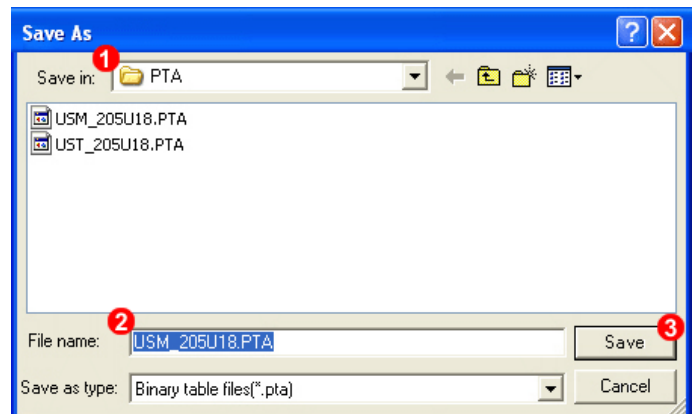 Save As
1
Save in: PTA
USM_205U18.PTA
UST_205U18.PTA
2
File name: USM_205U18.PTA
Save
3
Save as type: Binary table files(*.pta)
Cancel